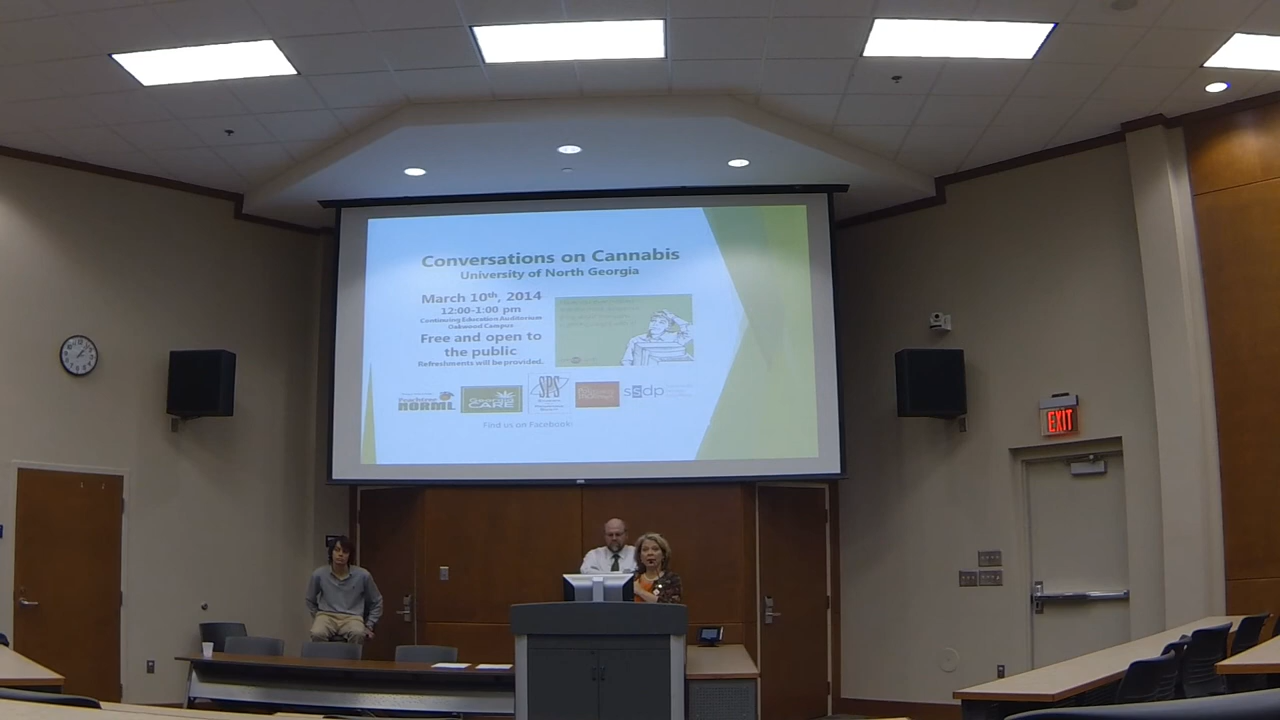 Conversations on Cannabis
University of North Georgia
March 10th, 2014
12:00-1:00 pm
Continuing Education Auditorium
Oakwood Campus
Free and open to
the public
Refreshments will be provided.
Peachtree
NORML
Georgia
CARE
SPS
ssdp
Find us on Facebook!
EXIT